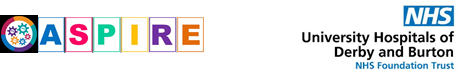 ASPIRE
NHS
University Hospitals of
Derby and Burton
NHS Foundation Trust